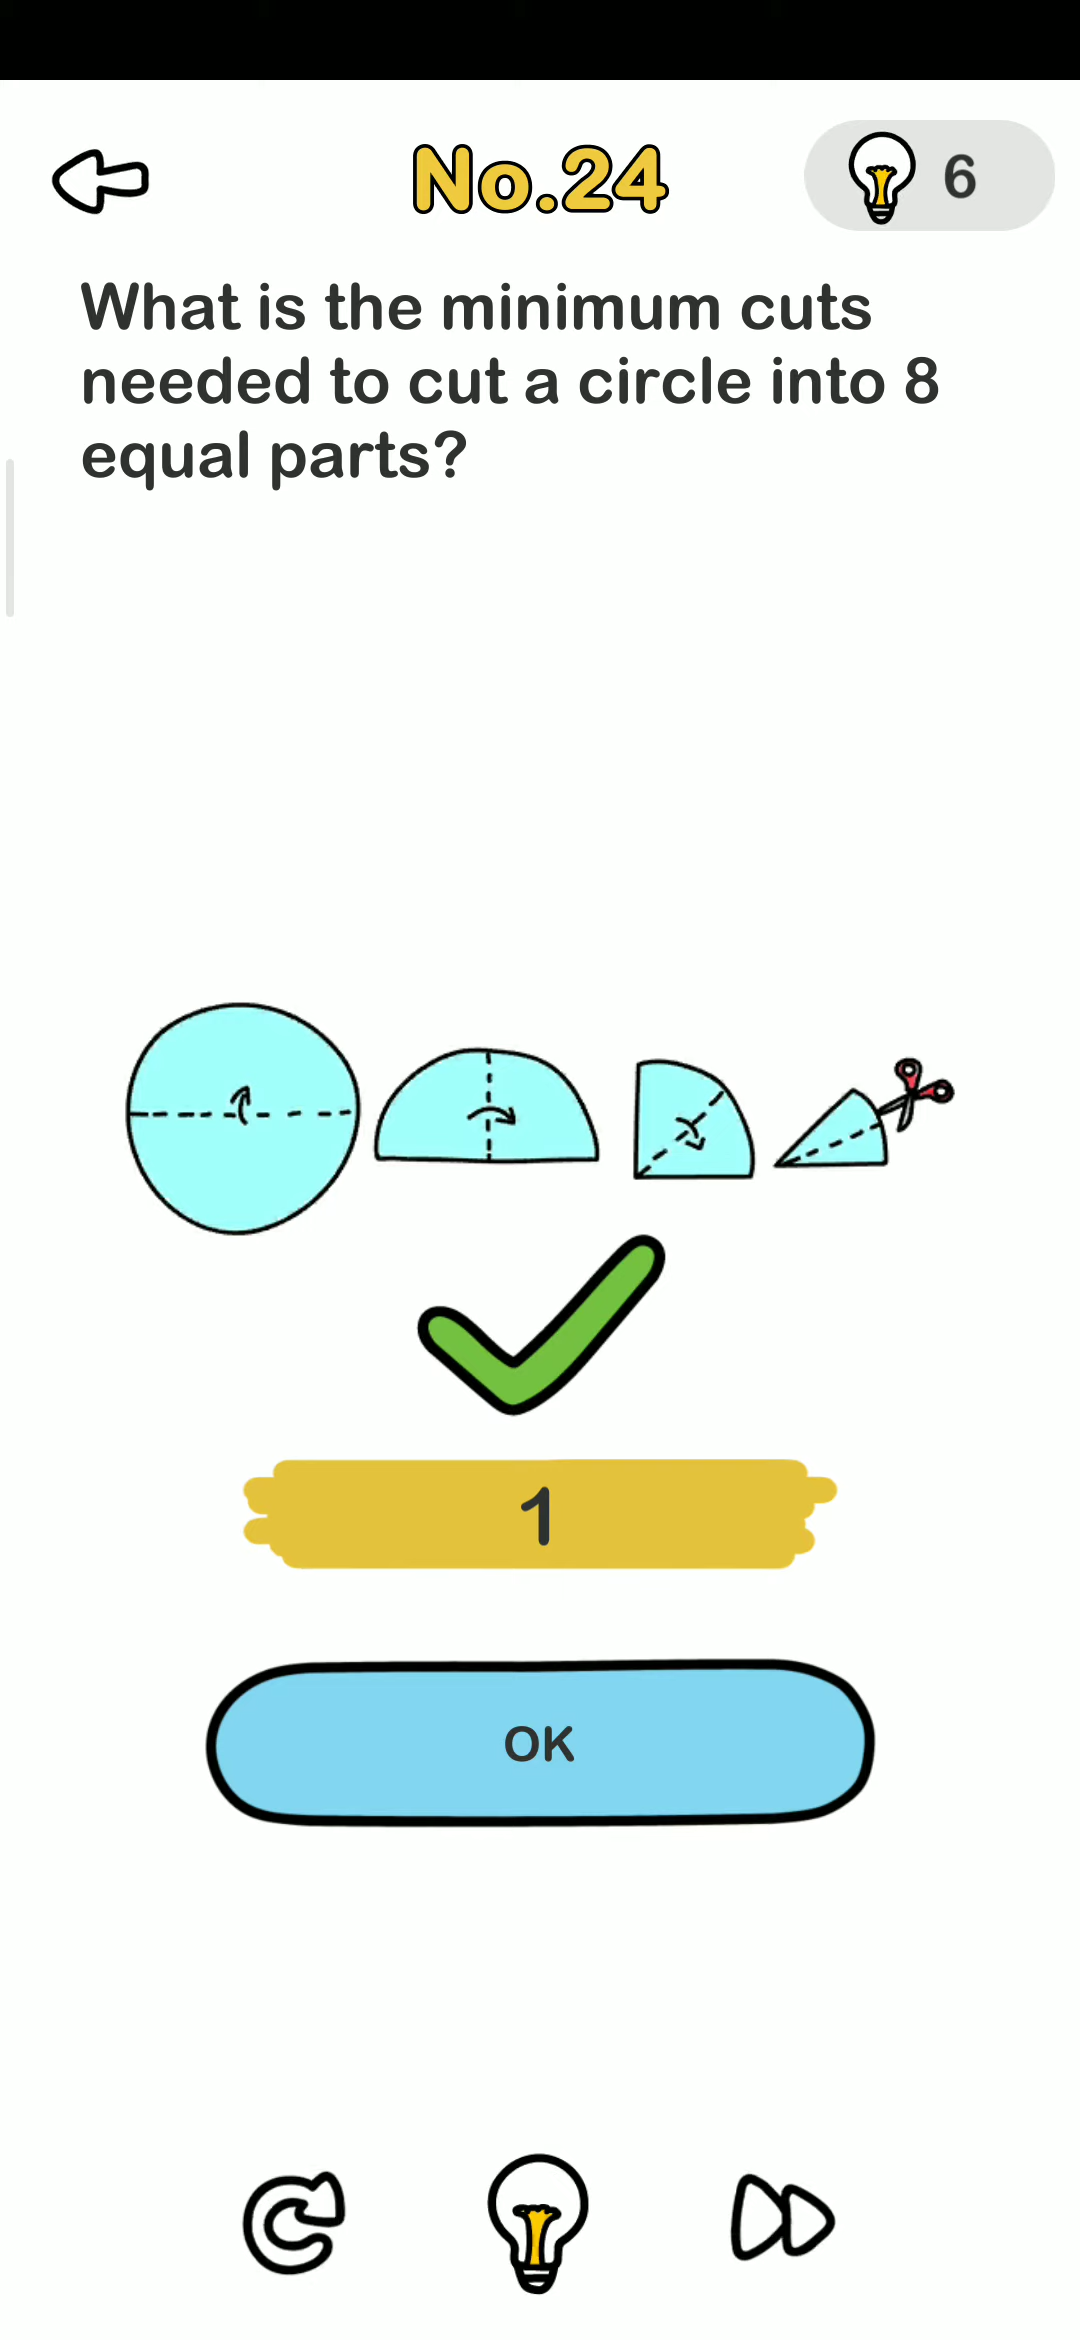 No.24
6
What is the minimum cuts
needed to cut a circle into 8
equal parts?
1
OK